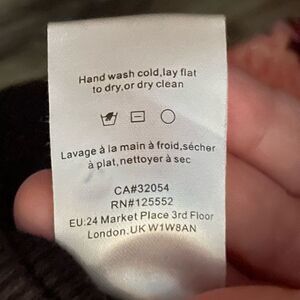 Hand wash cold,lay flat
to dry,or dry clean
Lavage à la main à froid,sécher
à plat,nettoyer à sec
CA#32054
RN#125552
EU:24 Market Place 3rd Floor
London.UK W1W8AN